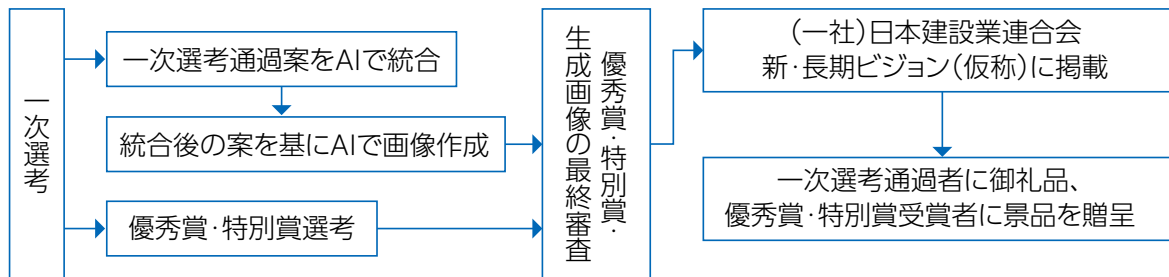 一次選考
一次選考通過案をAIで統合
統合後の案を基にAIで画像作成
優秀賞・特別賞選考
優秀賞・特別賞・
生成画像の最終審査
(一社)日本建設業連合会
新・長期ビジョン(仮称)に掲載
一次選考通過者に御礼品、
優秀賞・特別賞受賞者に景品を贈呈